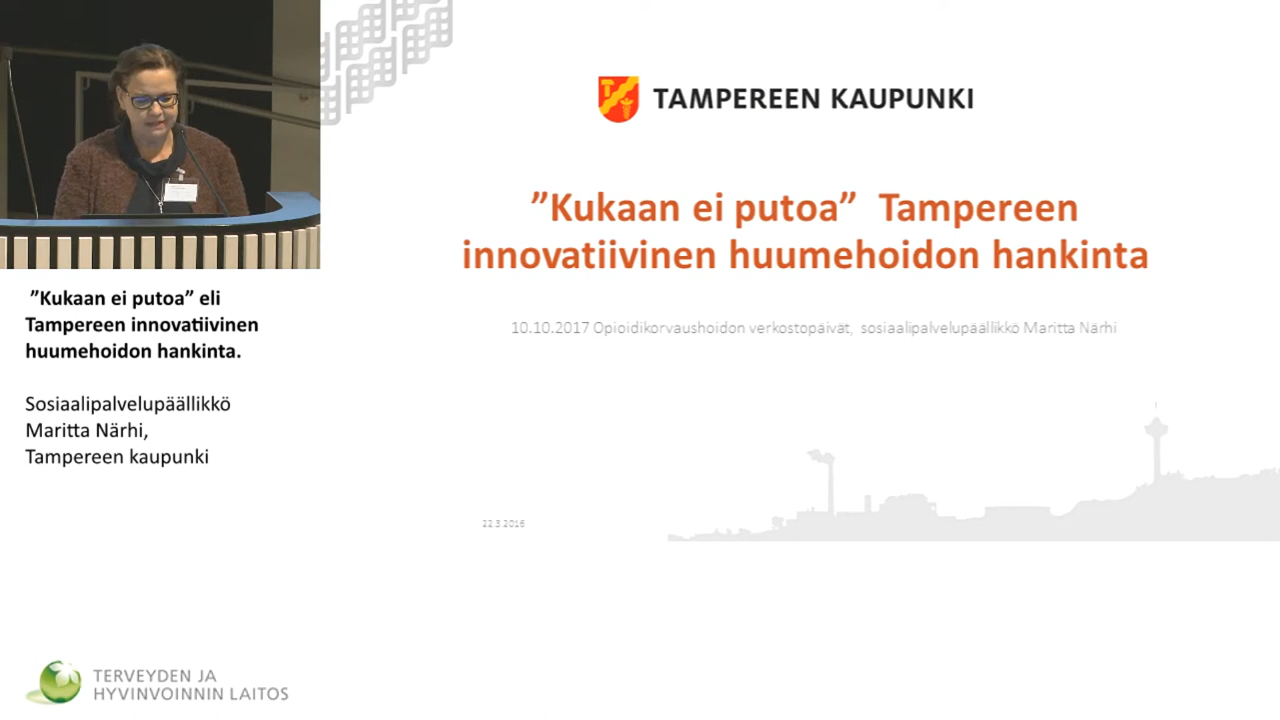 TAMPEREEN KAUPUNKI
”Kukaan ei putoa” Tampereen
innovatiivinen huumehoidon hankinta
10.10.2017 Opioidikorvaushoidon verkostopäivät, sosiaalipalvelupäällikkö Maritta Närhi
22.3.2016
”Kukaan ei putoa” eli
Tampereen innovatiivinen
huumehoidon hankinta.
Sosiaalipalvelupäällikkö
Maritta Närhi,
Tampereen kaupunki
TERVEYDEN JA
HYVINVOINNIN LAITOS